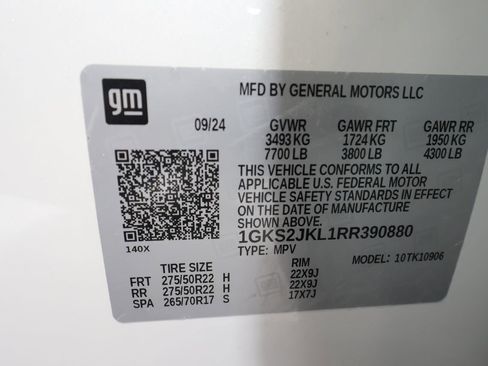 gm
MFD BY GENERAL MOTORS LLC
09/24 GVWR GAWR FRT GAWR RR
3493 KG 1724 KG 1950 KG
7700 LB 3800 LB 4300 LB
THIS VEHICLE CONFORMS TO ALL
APPLICABLE U.S. FEDERAL MOTOR
VEHICLE SAFETY STANDARDS IN
EFFECT ON THE DATE OF MANUFACTURE
SHOWN ABOVE.
1GKS2JKL1RR390880
140X TYPE: MPV MODEL: 10TK10906
TIRE SIZE RIM
FRT 275/50R22 H 22X9J
RR 275/50R22 H 22X9J
SPA 265/70R17 S 17X7J